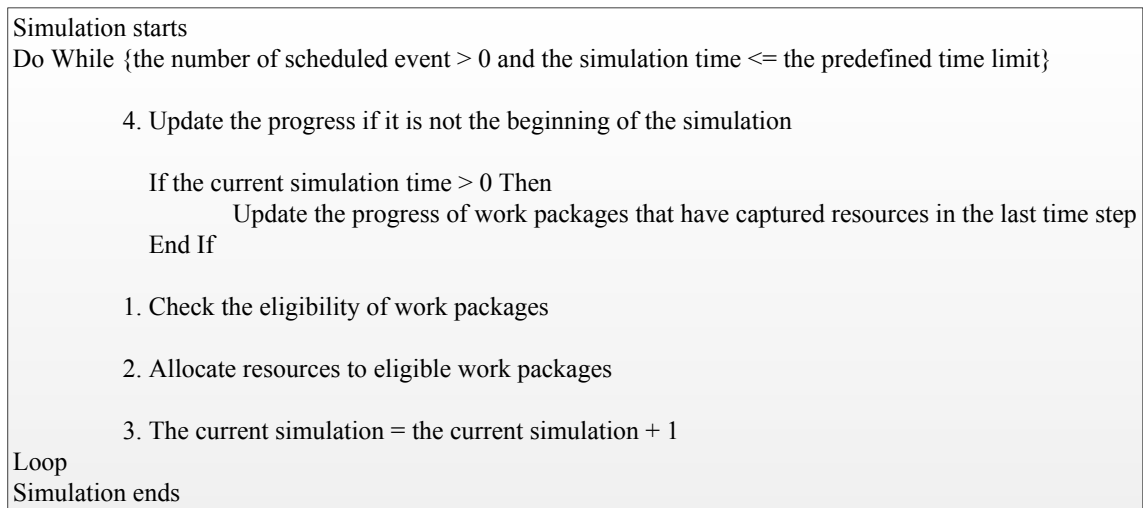 Simulation starts
Do While {the number of scheduled event > 0 and the simulation time <= the predefined time limit}
4. Update the progress if it is not the beginning of the simulation
If the current simulation time > 0 Then
Update the progress of work packages that have captured resources in the last time step
End If
1. Check the eligibility of work packages
2. Allocate resources to eligible work packages
3. The current simulation = the current simulation + 1
Loop
Simulation ends